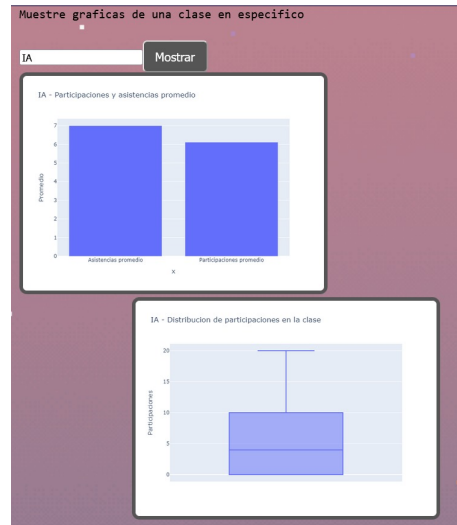 Muestre graficas de una clase en especifico
IA Mostrar
IA - Participaciones y asistencias promedio
7
6
5
4
3
2
1
0
Promedio
Asistencias promedio Participaciones promedio
x
IA - Distribucion de participaciones en la clase
20
15
10
5
0
Participaciones